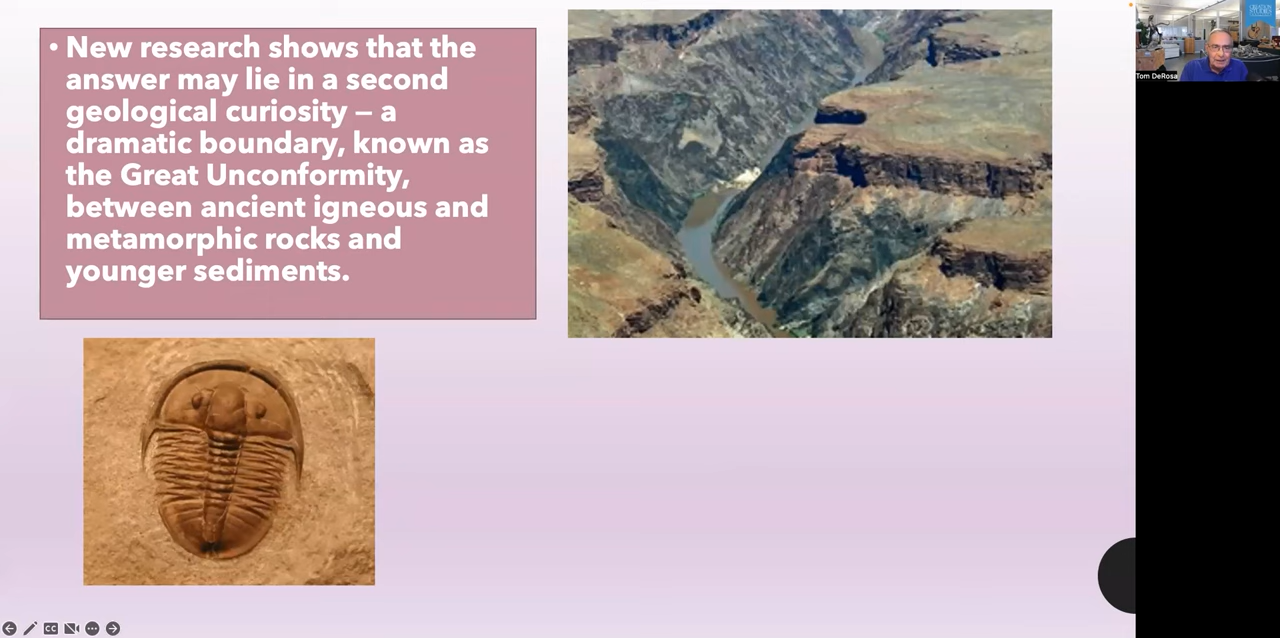 • New research shows that the
answer may lie in a second
geological curiosity – a
dramatic boundary, known as
the Great Unconformity,
between ancient igneous and
metamorphic rocks and
younger sediments.
Tom DeRosa
CC